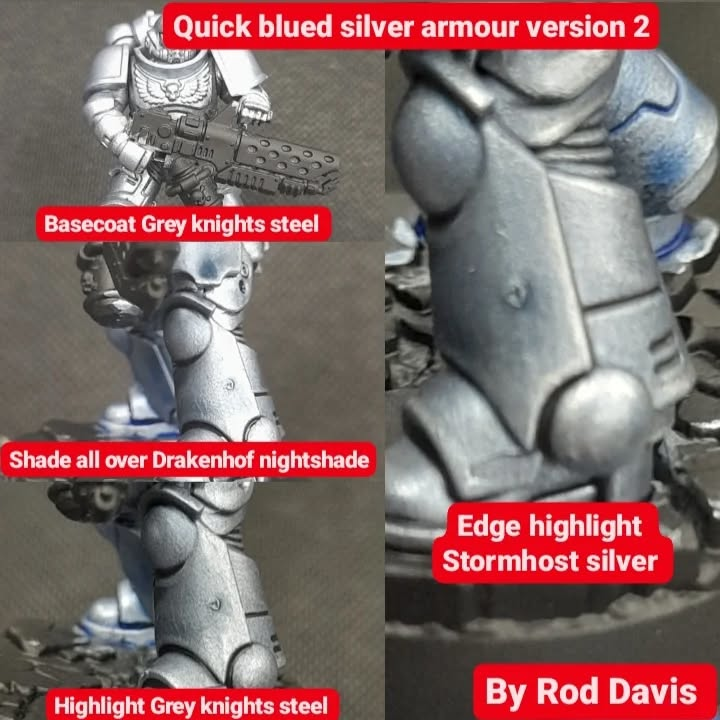 Quick blued silver armour version 2
Basecoat Grey knights steel
Shade all over Drakenhof nightshade
Highlight Grey knights steel
Edge highlight
Stormhost silver
By Rod Davis